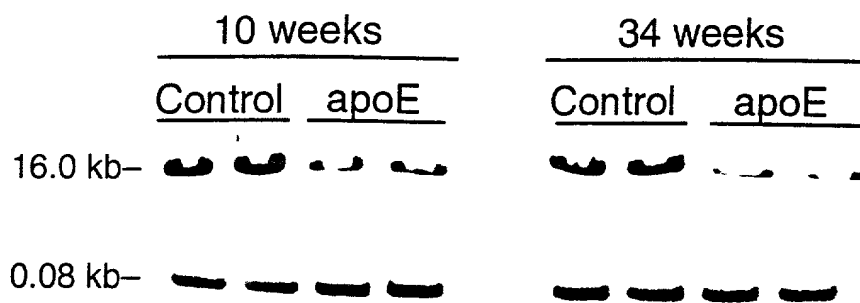 10 weeks 34 weeks
Control apoE Control apoE
16.0 kb–
0.08 kb–